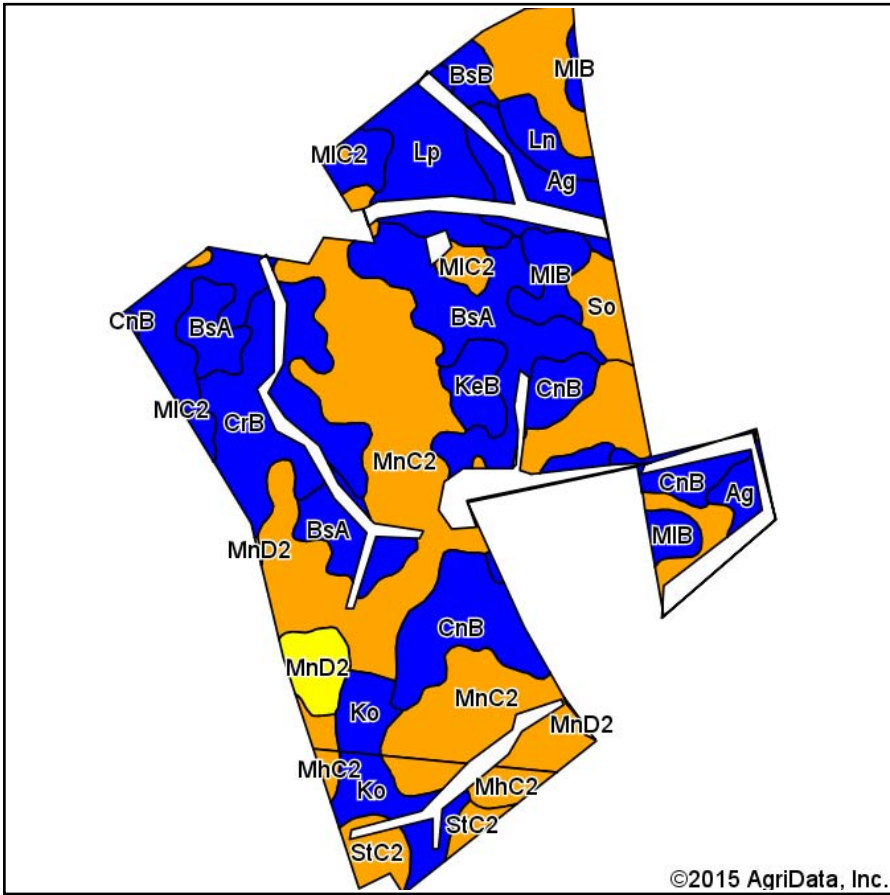 BsB
MlB
Ln
MlC2
Lp
Ag
MlC2
MlB
So
CnB
BsA
BsA
KeB
CnB
MlC2
CrB
MnC2
CnB
Ag
BsA
MlB
MnD2
CnB
MnD2
MnC2
Ko
MnD2
MhC2
Ko
MhC2
StC2
StC2
©2015 AgriData, Inc.